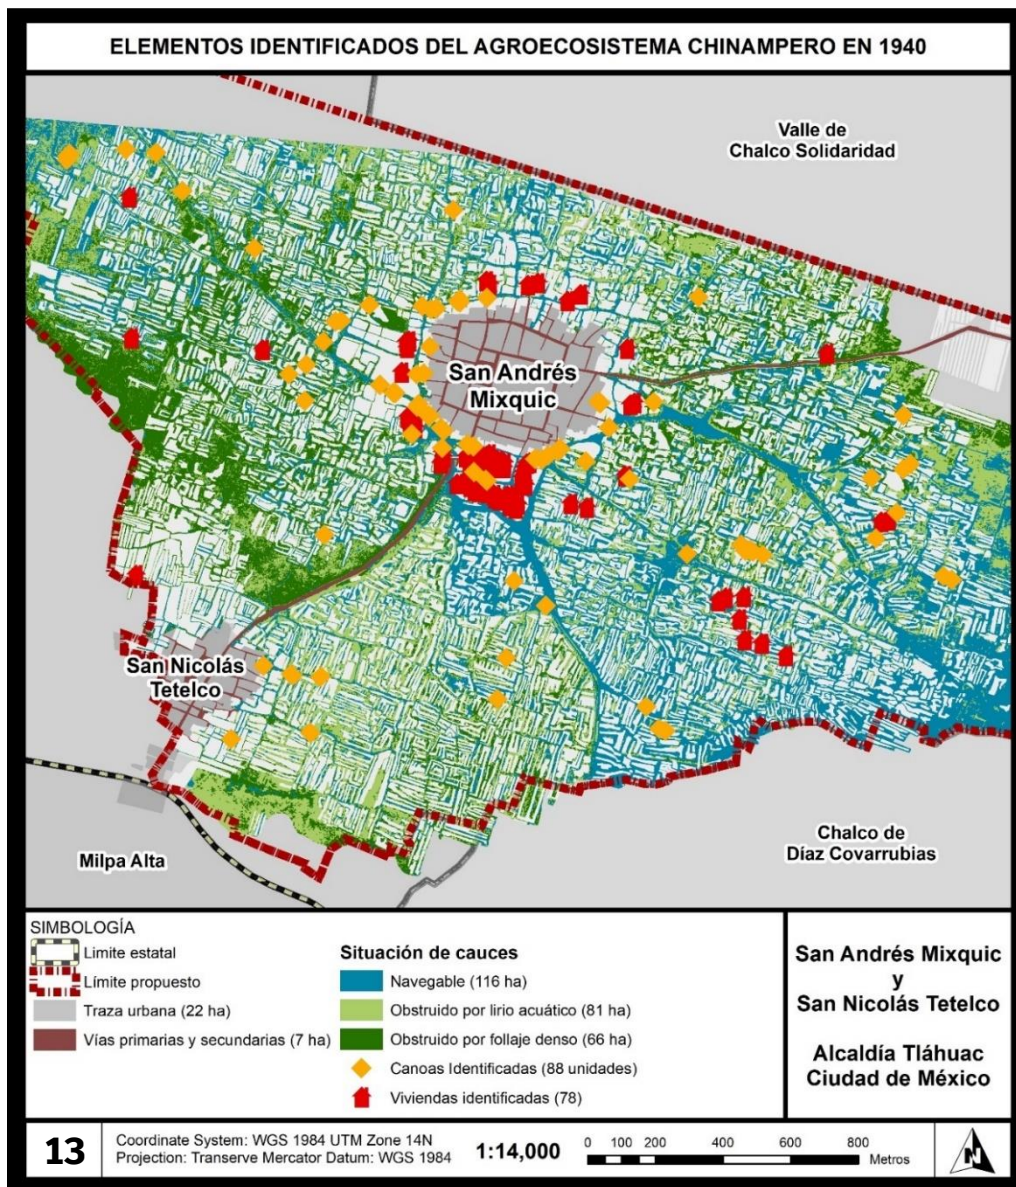 ELEMENTOS IDENTIFICADOS DEL AGROECOSISTEMA CHINAMPERO EN 1940
Valle de
Chalco Solidaridad
San Andrés
Mixquic
San Nicolás
Tetelco
Milpa Alta
Chalco de
Díaz Covarrubias
SIMBOLOGÍA
Limite estatal
Límite propuesto
Traza urbana (22 ha)
Vías primarias y secundarias (7 ha)
Situación de cauces
Navegable (116 ha)
Obstruido por lirio acuático (81 ha)
Obstruido por follaje denso (66 ha)
Canoas Identificadas (88 unidades)
Viviendas identificadas (78)
San Andrés Mixquic
y
San Nicolás Tetelco
Alcaldía Tláhuac
Ciudad de México
13
Coordinate System: WGS 1984 UTM Zone 14N
Projection: Transerve Mercator Datum: WGS 1984
1:14,000
0 100 200 400 600 800
Metros
N